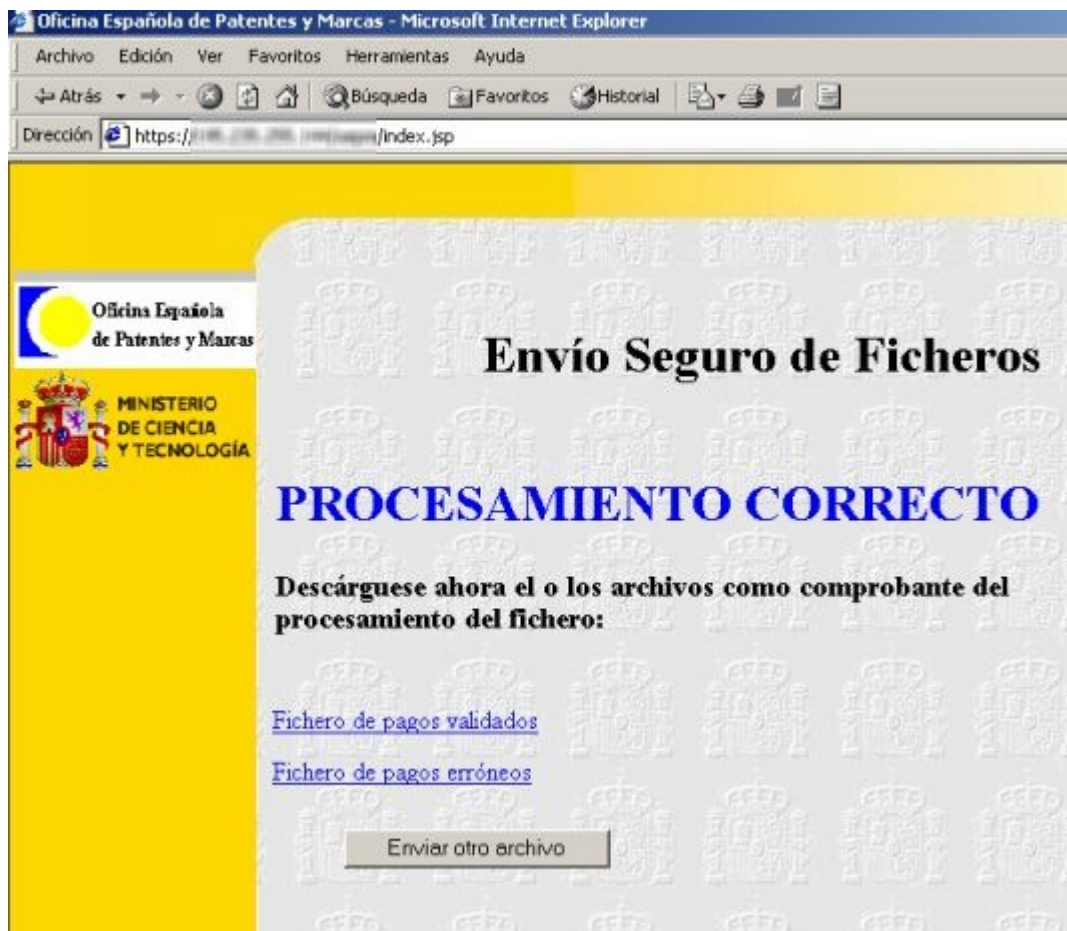 Oficina Española de Patentes y Marcas - Microsoft Internet Explorer
Archivo Edición Ver Favoritos Herramientas Ayuda
Atrás Búsqueda Favoritos Historial
Dirección https:/ /index.jsp
Oficina Española
de Patentes y Marcas
MINISTERIO
DE CIENCIA
Y TECNOLOGÍA
Envío Seguro de Ficheros
PROCESAMIENTO CORRECTO
Descárguese ahora el o los archivos como comprobante del
procesamiento del fichero:
Fichero de pagos validados
Fichero de pagos erróneos
Enviar otro archivo